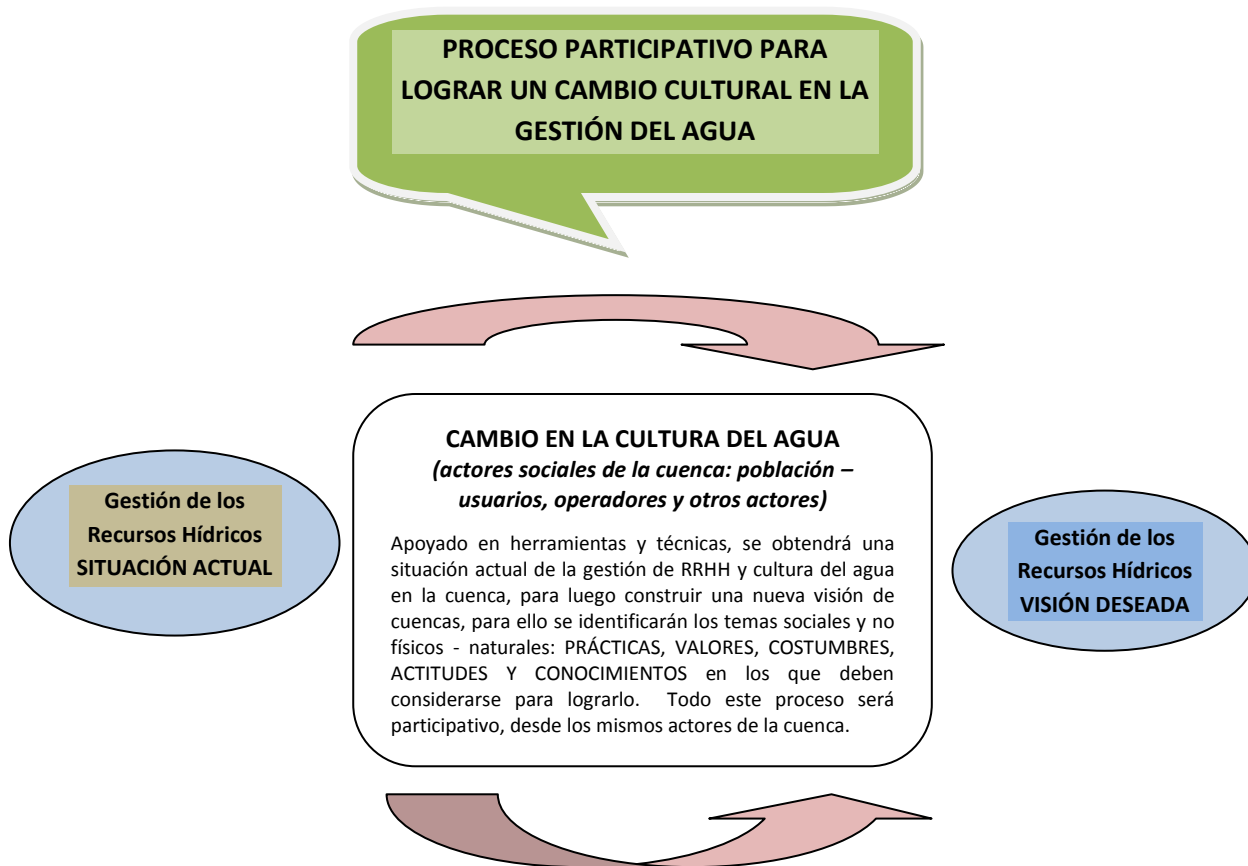 PROCESO PARTICIPATIVO PARA
LOGRAR UN CAMBIO CULTURAL EN LA
GESTIÓN DEL AGUA
Gestión de los
Recursos Hídricos
SITUACIÓN ACTUAL
CAMBIO EN LA CULTURA DEL AGUA
(actores sociales de la cuenca: población –
usuarios, operadores y otros actores)
Apoyado en herramientas y técnicas, se obtendrá una
situación actual de la gestión de RRHH y cultura del agua
en la cuenca, para luego construir una nueva visión de
cuencas, para ello se identificarán los temas sociales y no
físicos - naturales: PRÁCTICAS, VALORES, COSTUMBRES,
ACTITUDES Y CONOCIMIENTOS en los que deben
considerarse para lograrlo. Todo este proceso será
participativo, desde los mismos actores de la cuenca.
Gestión de los
Recursos Hídricos
VISIÓN DESEADA